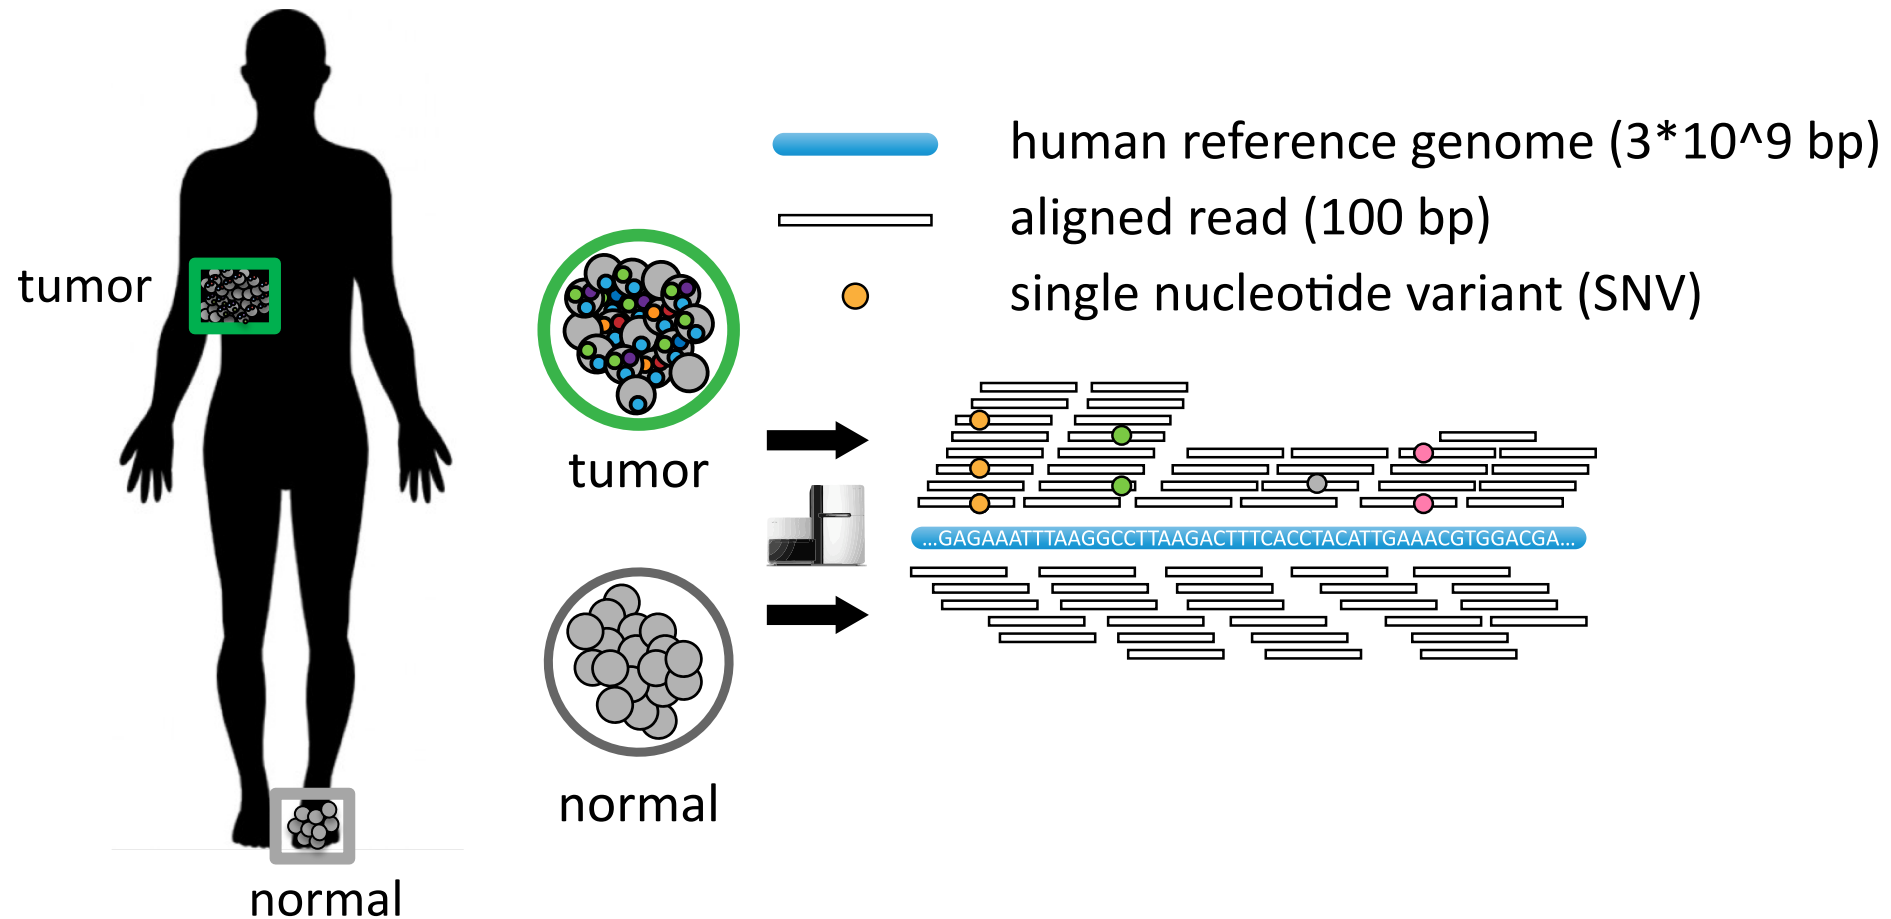 human reference genome (3*10^9 bp)
aligned read (100 bp)
single nucleotide variant (SNV)
tumor
tumor
normal
normal
...GAGAAATTTAAGGCCTTAAGACTTTCACCTACATTGAAACGTGGACGA...